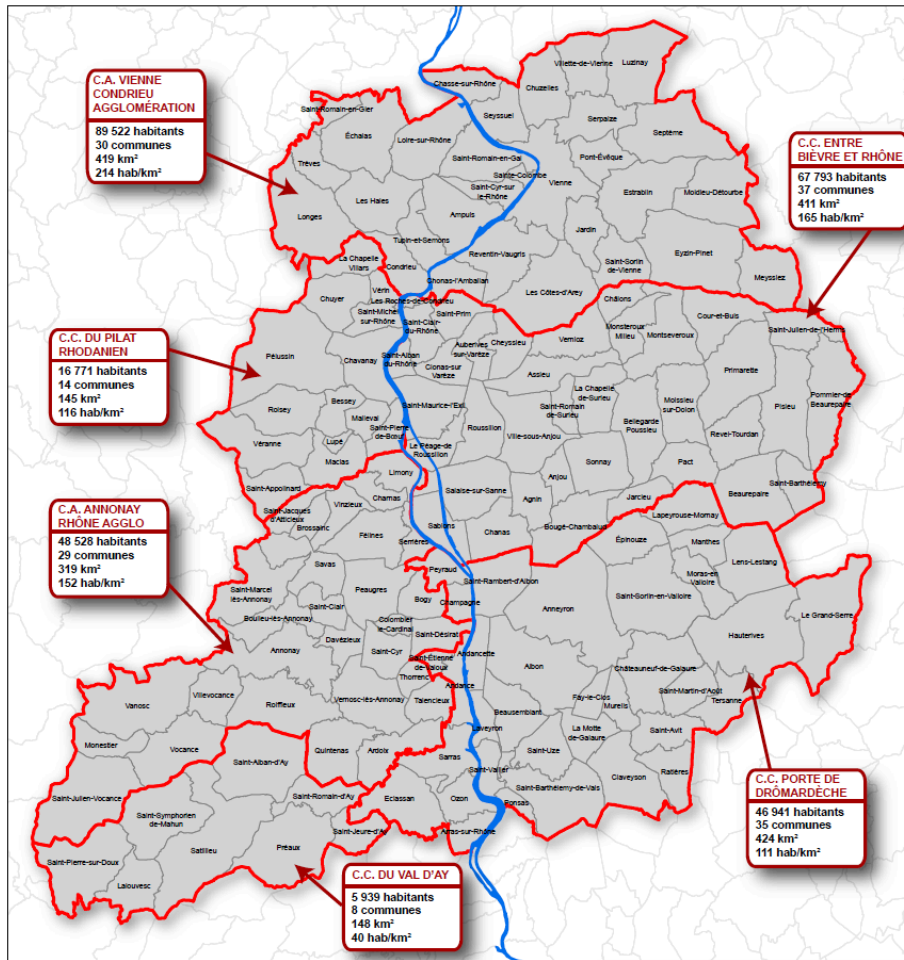 C.A. VIENNE
CONDRIEU
AGGLOMÉRATION
89 522 habitants
30 communes
419 km²
214 hab/km²
C.C. ENTRE
BIÈVRE ET RHÔNE
67 793 habitants
37 communes
411 km²
165 hab/km²
C.C. DU PILAT
RHODANIEN
16 771 habitants
14 communes
145 km²
116 hab/km²
C.A. ANNONAY
RHÔNE AGGLO
48 528 habitants
29 communes
319 km²
152 hab/km²
C.C. PORTE DE
DRÔMARDÈCHE
46 941 habitants
35 communes
424 km²
111 hab/km²
C.C. DU VAL D'AY
5 939 habitants
8 communes
148 km²
40 hab/km²
Villette-de-Vienne
Luzinay
Chasse-sur-Rhône
Chuzelles
Saint-Romain-en-Gier
Seyssuel
Serpaize
Échalas
Loire-sur-Rhône
Septème
Trèves
Saint-Romain-en-Gal
Pont-Évêque
Sainte-Colombe
Vienne
Saint-Cyr-sur
le-Rhône
Estrablin
Moidieu-Détourbe
Les Haies
Longes
Ampuis
Jardin
Tupin-et-Semons
Reventin-Vaugris
Eyzin-Pinet
Saint-Sorlin
de-Vienne
La Chapelle
Villars
Condrieu
Chonas-l'Amballan
Meyssiez
Les Côtes-d'Arey
Vérin
Chuyer
Les Roches-de-Condrieu
Saint-Michel
sur-Rhône
Saint-Prim
Saint-Clair
du-Rhône
Châlons
Cour-et-Buis
Monsteroux
Milieu
Montseveroux
Saint-Julien-de-l'Herms
Vernioz
Auberives
sur-Varèze
Cheyssieu
Pélussin
Chavanay
Saint-Alban
du-Rhône
Clonas-sur
Varèze
Assieu
Primarette
La Chapelle
de-Surieu
Pommier-de
Beaurepaire
Bessey
Roisey
Malleval
Saint-Maurice-l'Exil
Saint-Romain
de-Surieu
Moissieu
sur-Dolon
Pisieu
Bellegarde
Poussieu
Roussillon
Saint-Pierre
de-Bœuf
Ville-sous-Anjou
Revel-Tourdan
Véranne
Lupé
Le Péage-de
Roussillon
Sonnay
Maclas
Limony
Anjou
Pact
Saint-Appolinard
Salaise-sur-Sanne
Saint-Barthélemy
Agnin
Jarcieu
Beaurepaire
Charnas
Vinzieux
Saint-Jacques
d'Atticieux
Brossainc
Sablons
Chanas
Bougé-Chambalud
Lapeyrouse-Mornay
Félines
Serrières
Épinouze
Manthes
Lens-Lestang
Savas
Peyraud
Moras-en
Valloire
Saint-Rambert-d'Albon
Saint-Marcel
lès-Annonay
Peaugres
Bogy
Champagne
Anneyron
Saint-Sorlin-en-Valloire
Le Grand-Serre
Saint-Clair
Boulieu-lès-Annonay
Colombier
le-Cardinal
Saint-Désirat
Hauterives
Davézieux
Annonay
Saint-Cyr
Saint-Étienne
de-Valoux
Andancette
Thorrenc
Albon
Châteauneuf-de-Galaure
Andance
Saint-Martin-d'Août
Fay-le-Clos
Mureils
Tersanne
Villevocance
Roiffieux
Vernosc-lès-Annonay
Talencieux
Vanosc
Beausemblant
Laveyron
La Motte
de-Galaure
Saint-Avit
Monestier
Vocance
Quintenas
Ardoix
Sarras
Saint-Uze
Saint-Alban-d'Ay
Saint-Vallier
Claveyson
Ratières
Saint-Barthélemy-de-Vals
Saint-Julien-Vocance
Saint-Romain-d'Ay
Eclassan
Ozon
Ponsas
Saint-Symphorien
de-Mahun
Saint-Jeure-d'Ay
Arras-sur-Rhône
Satillieu
Préaux
Saint-Pierre-sur-Doux
Lalouvesc